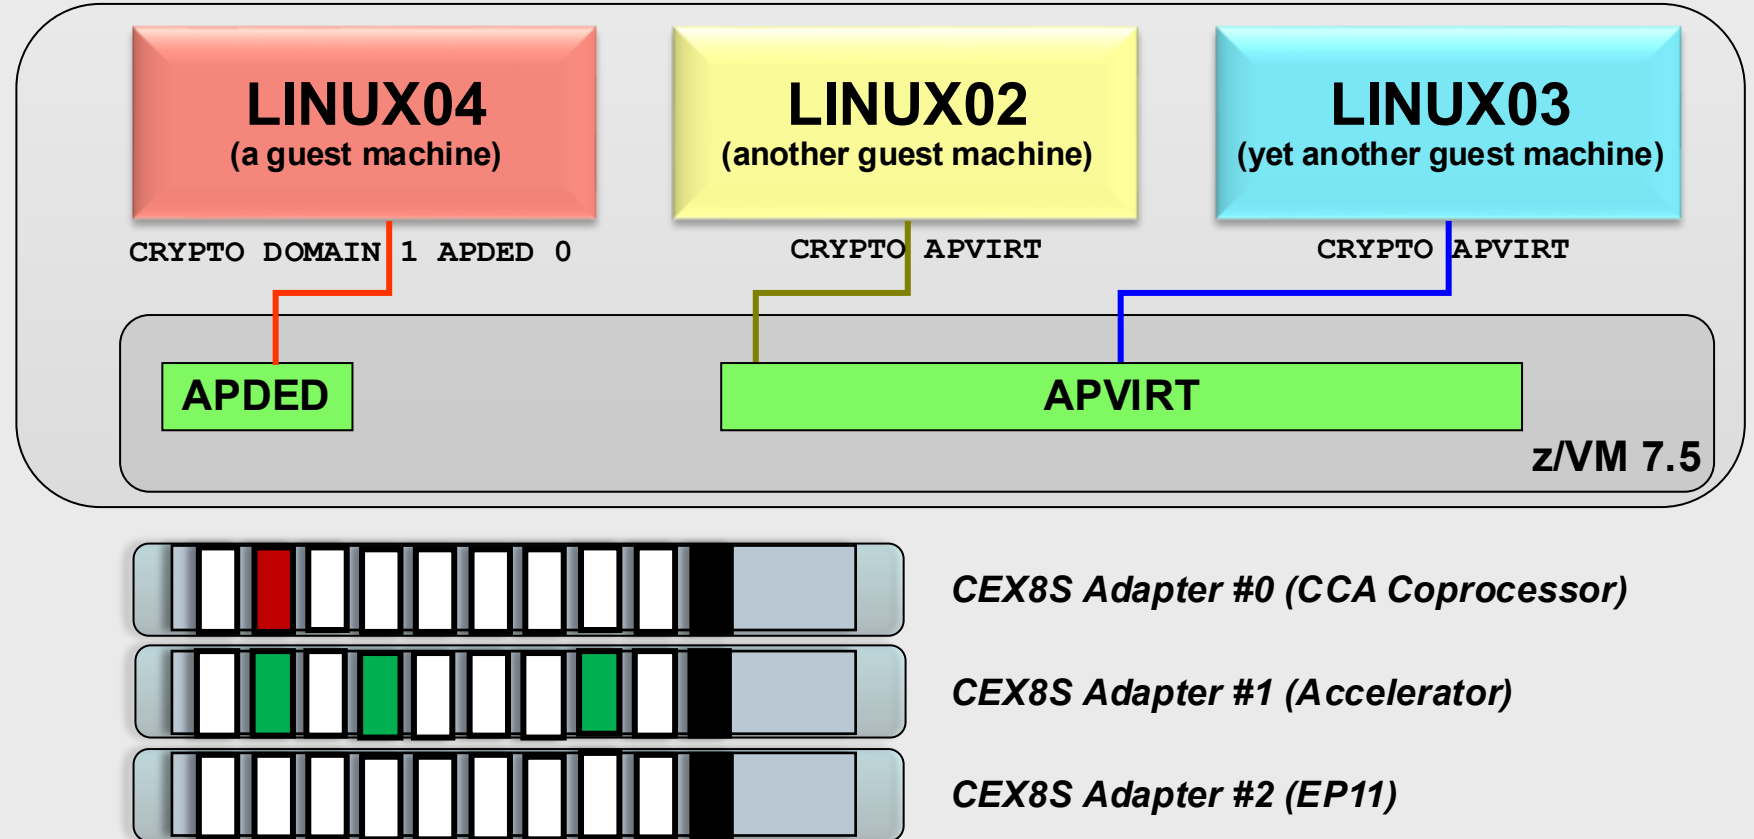 LINUX04
(a guest machine)
LINUX02
(another guest machine)
LINUX03
(yet another guest machine)
CRYPTO DOMAIN 1 APDED 0
CRYPTO APVIRT
CRYPTO APVIRT
APDED
APVIRT
z/VM 7.5
CEX8S Adapter #0 (CCA Coprocessor)
CEX8S Adapter #1 (Accelerator)
CEX8S Adapter #2 (EP11)